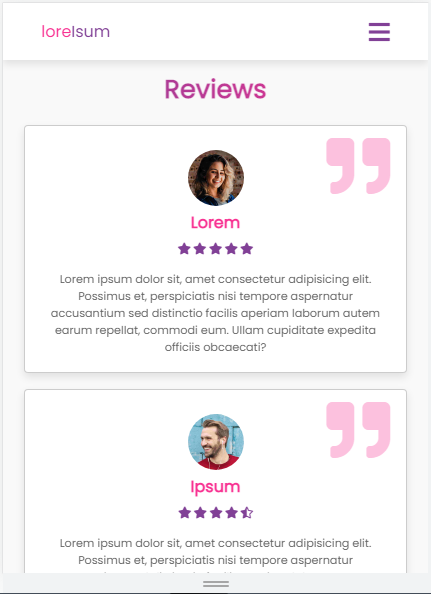 loreIsum
Reviews
Lorem
Lorem ipsum dolor sit, amet consectetur adipisicing elit.
Possimus et, perspiciatis nisi tempore aspernatur
accusantium sed distinctio facilis aperiam laborum autem
earum repellat, commodi eum. Ullam cupiditate expedita
officiis obcaecati?
Ipsum
Lorem ipsum dolor sit, amet consectetur adipisicing elit.
Possimus et, perspiciatis nisi tempore aspernatur